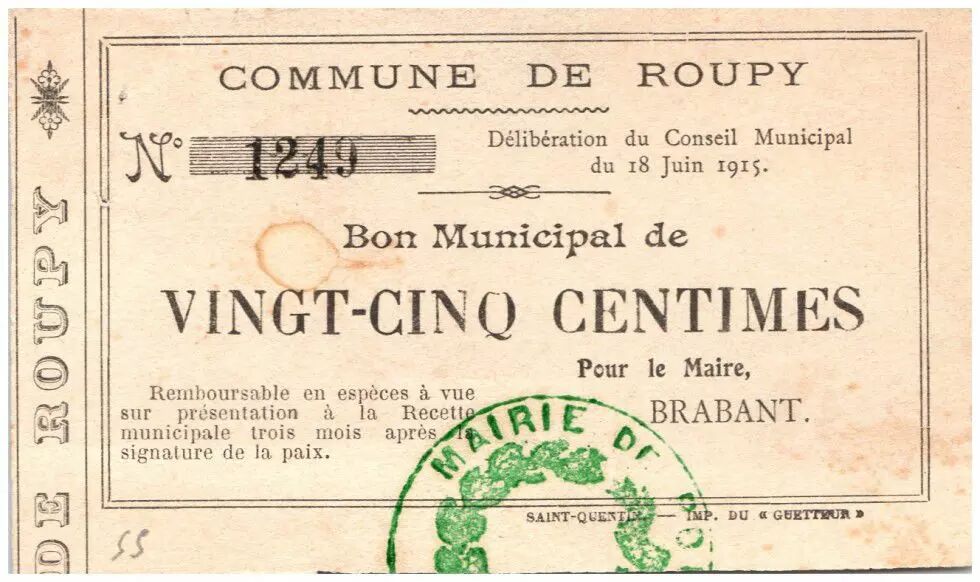 COMMUNE DE ROUPY
N° 1249
Délibération du Conseil Municipal
du 18 Juin 1915.
Bon Municipal de
VINGT-CINQ CENTIMES
Pour le Maire,
BRABANT.
Remboursable en espèces à vue
sur présentation à la Recette
municipale trois mois après la
signature de la paix.
MAIRIE DE
SAINT-QUENTIN. — IMP. DU « GUETTEUR »
DE ROUPY
55